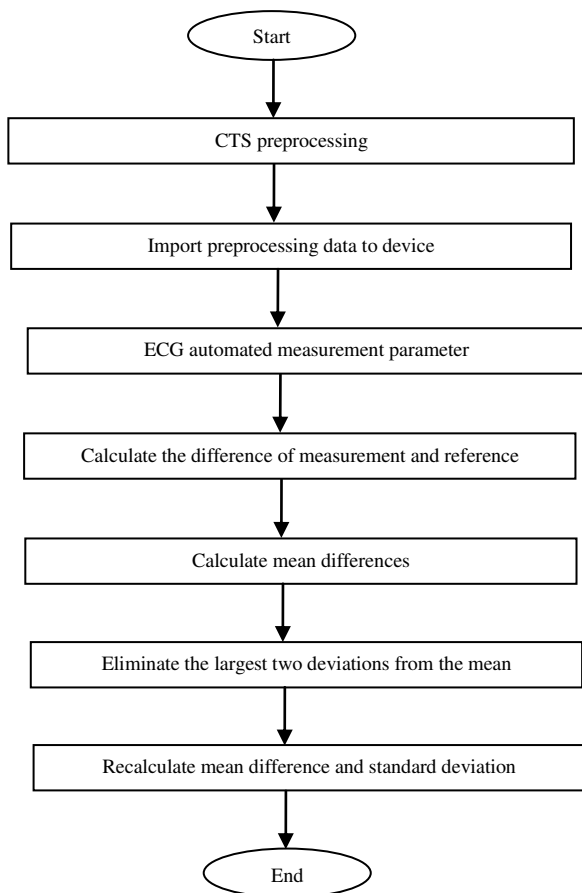 Start
CTS preprocessing
Import preprocessing data to device
ECG automated measurement parameter
Calculate the difference of measurement and reference
Calculate mean differences
Eliminate the largest two deviations from the mean
Recalculate mean difference and standard deviation
End